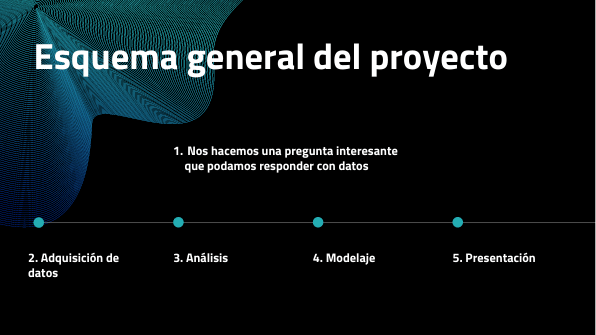 Esquema general del proyecto
1. Nos hacemos una pregunta interesante
que podamos responder con datos
2. Adquisición de
datos
3. Análisis
4. Modelaje
5. Presentación